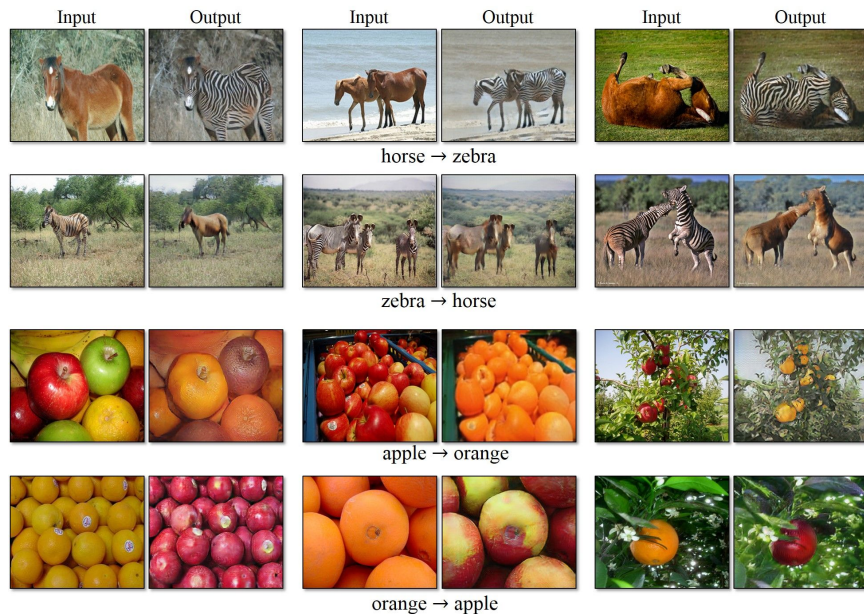 Input Output Input Output Input Output
horse → zebra
zebra → horse
apple → orange
orange → apple